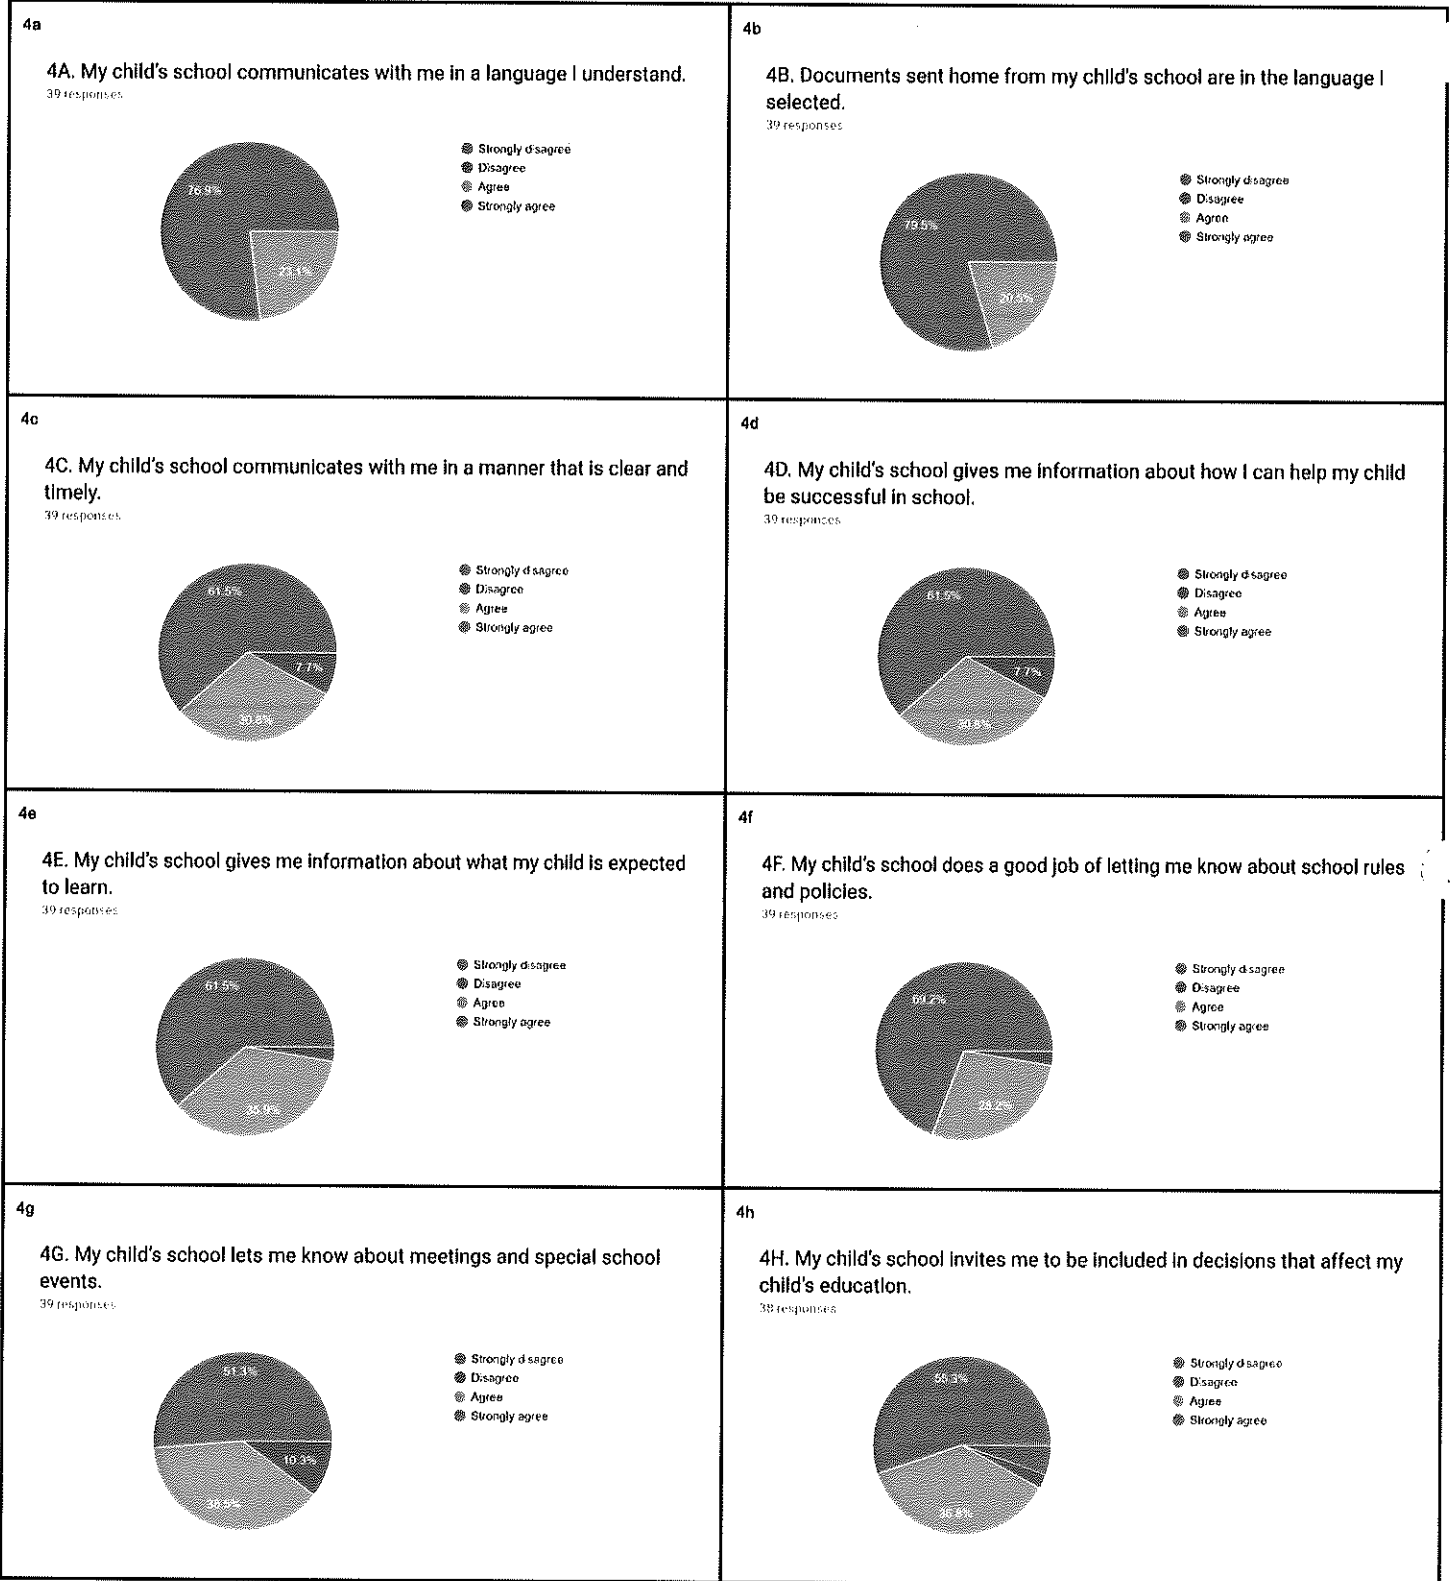 4a
4A. My child's school communicates with me in a language I understand.
39 responses
Strongly disagree
Disagree
Agree
Strongly agree
76.9%
23.1%
4b
4B. Documents sent home from my child's school are in the language I
selected.
39 responses
Strongly disagree
Disagree
Agree
Strongly agree
79.5%
20.5%
4c
4C. My child's school communicates with me in a manner that is clear and
timely.
39 responses
Strongly disagree
Disagree
Agree
Strongly agree
61.5%
7.7%
30.8%
4d
4D. My child's school gives me information about how I can help my child
be successful in school.
39 responses
Strongly disagree
Disagree
Agree
Strongly agree
61.5%
7.7%
30.8%
4e
4E. My child's school gives me information about what my child is expected
to learn.
39 responses
Strongly disagree
Disagree
Agree
Strongly agree
61.5%
35.9%
4f
4F. My child's school does a good job of letting me know about school rules
and policies.
39 responses
Strongly disagree
Disagree
Agree
Strongly agree
69.2%
28.2%
4g
4G. My child's school lets me know about meetings and special school
events.
39 responses
Strongly disagree
Disagree
Agree
Strongly agree
51.3%
10.3%
38.5%
4h
4H. My child's school invites me to be included in decisions that affect my
child's education.
38 responses
Strongly disagree
Disagree
Agree
Strongly agree
55.3%
36.8%